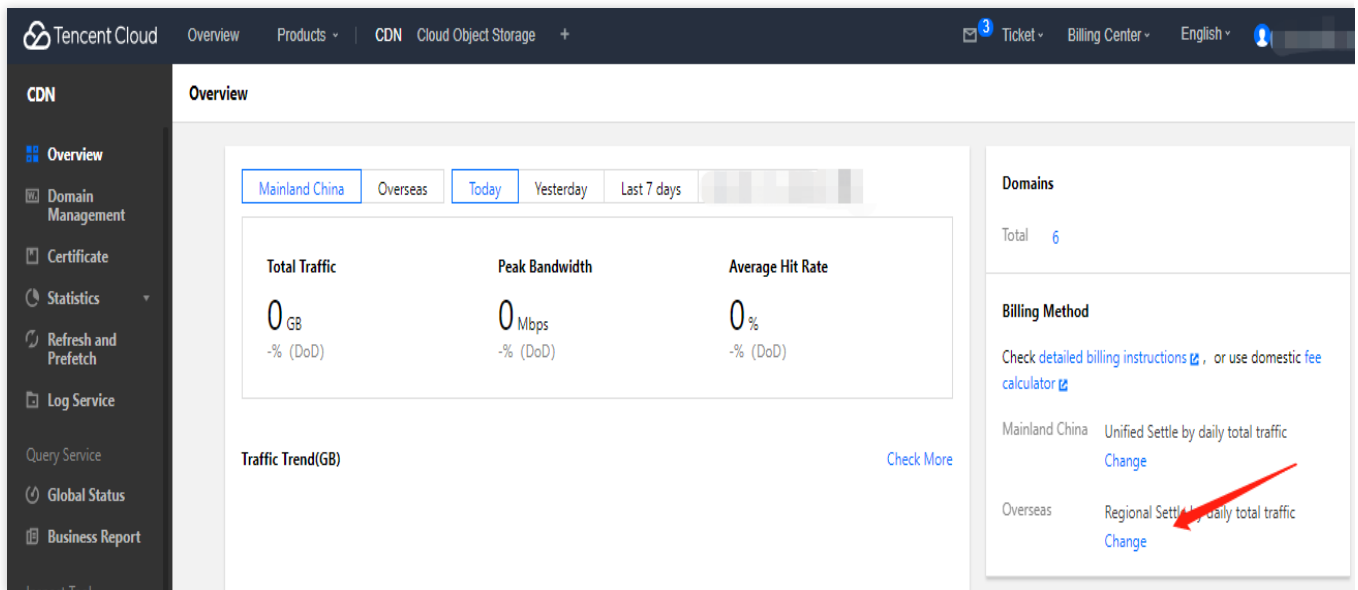 Tencent Cloud Overview Products CDN Cloud Object Storage + 3 Ticket Billing Center English
CDN
Overview
Overview
Domain
Management
Certificate
Statistics
Refresh and
Prefetch
Log Service
Query Service
Global Status
Business Report
Mainland China Overseas Today Yesterday Last 7 days
Total Traffic Peak Bandwidth Average Hit Rate
0 GB 0 Mbps 0 %
-% (DoD) -% (DoD) -% (DoD)
Traffic Trend(GB) Check More
Domains
Total 6
Billing Method
Check detailed billing instructions , or use domestic fee
calculator
Mainland China Unified Settle by daily total traffic
Change
Overseas Regional Settle by daily total traffic
Change